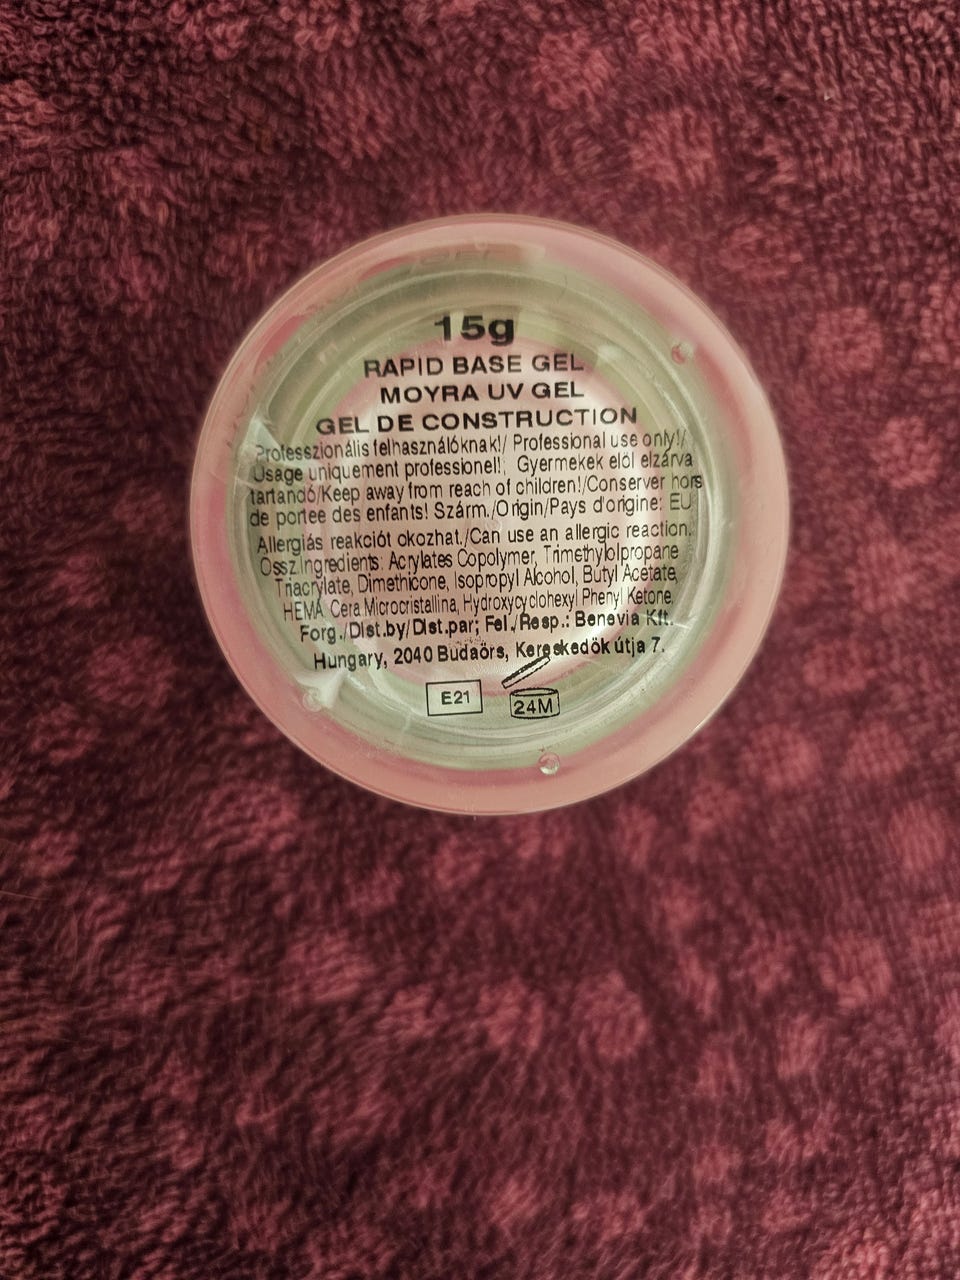 15g
RAPID BASE GEL
MOYRA UV GEL
GEL DE CONSTRUCTION
Professzionális felhasználóknak!/ Professional use only!/
Usage uniquement professionel!; Gyermekek elöl elzárva
tartandó/Keep away from reach of children!/Conserver hors
de portee des enfants! Szárm./Origin/Pays d'origine: EU
Allergiás reakciót okozhat./Can use an allergic reaction.
Össz.Ingredients: Acrylates Copolymer, Trimethylolpropane
Triacrylate, Dimethicone, Isopropyl Alcohol, Butyl Acetate,
HEMA, Cera Microcristallina, Hydroxycyclohexyl Phenyl Ketone.
Forg./Dist.by/Dist.par; Fel./Resp.: Benevia Kft.
Hungary, 2040 Budaörs, Kereskedök útja 7.
E21
24M